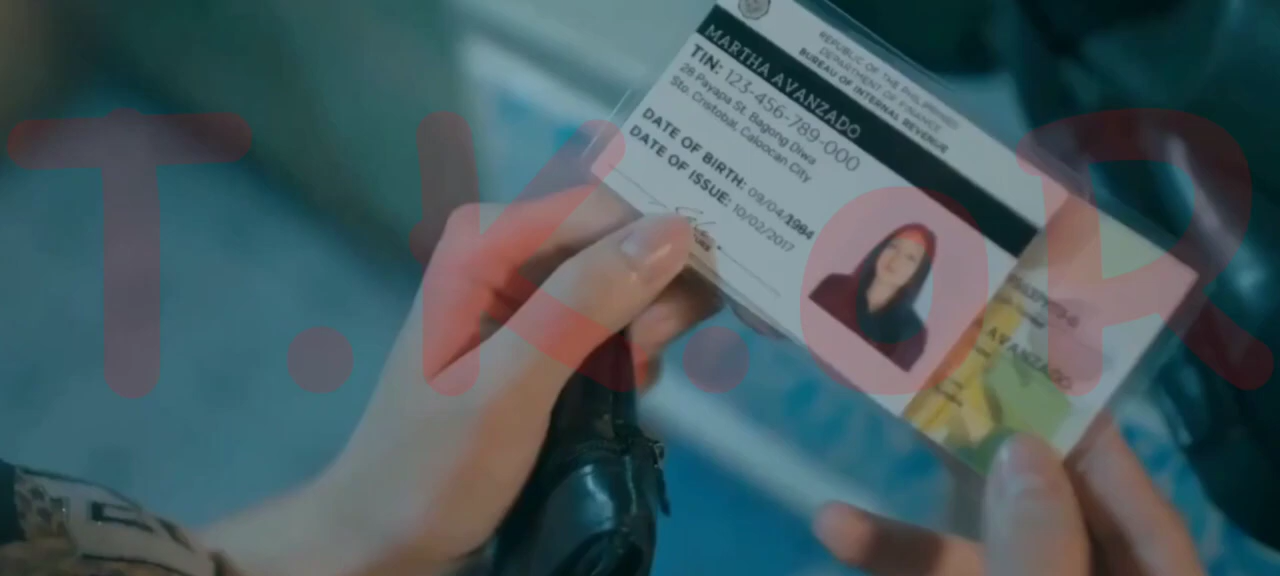 REPUBLIC OF THE PHILIPPINES
DEPARTMENT OF FINANCE
BUREAU OF INTERNAL REVENUE
MARTHA AVANZADO
TIN: 123-456-789-000
28 Payapa St. Bagong Diwa
Sto. Cristobal, Caloocan City
DATE OF BIRTH: 09/04/1984
DATE OF ISSUE: 10/02/2017
AVANZADO
T.K.OR